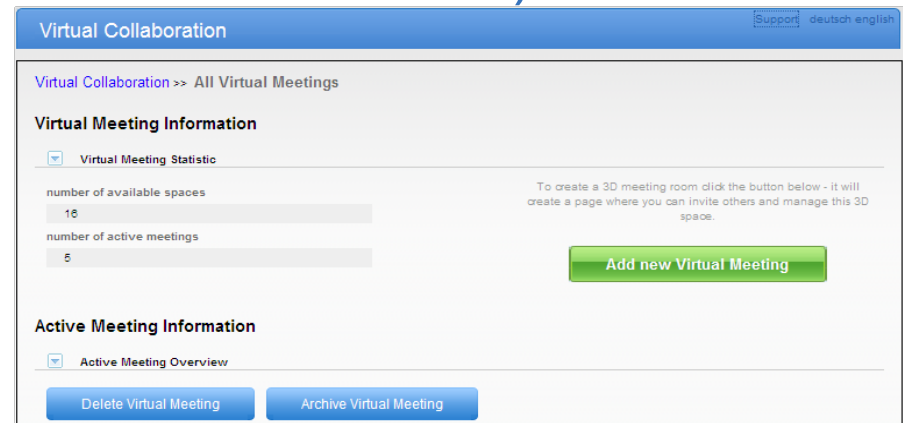 Virtual Collaboration
Support deutsch english
Virtual Collaboration >> All Virtual Meetings
Virtual Meeting Information
Virtual Meeting Statistic
number of available spaces
16
number of active meetings
5
To create a 3D meeting room click the button below - it will
create a page where you can invite others and manage this 3D
space.
Add new Virtual Meeting
Active Meeting Information
Active Meeting Overview
Delete Virtual Meeting Archive Virtual Meeting